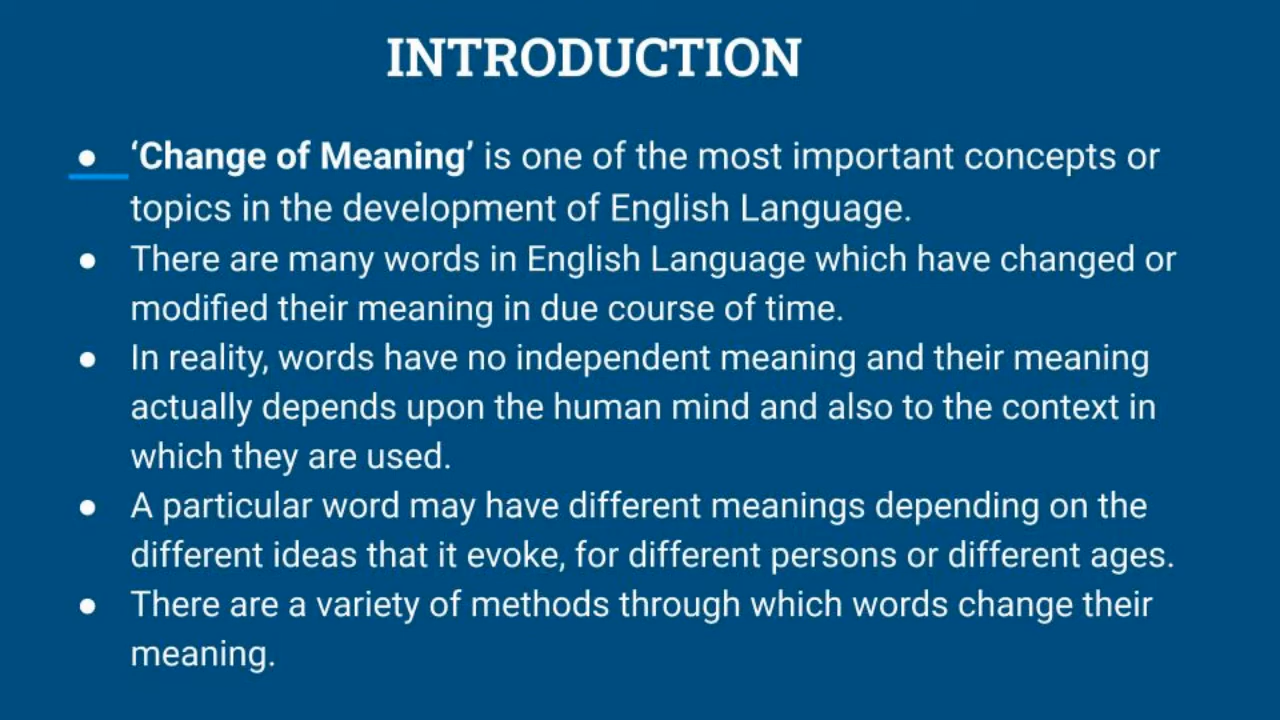 INTRODUCTION
● ‘Change of Meaning’ is one of the most important concepts or
topics in the development of English Language.
● There are many words in English Language which have changed or
modified their meaning in due course of time.
● In reality, words have no independent meaning and their meaning
actually depends upon the human mind and also to the context in
which they are used.
● A particular word may have different meanings depending on the
different ideas that it evoke, for different persons or different ages.
● There are a variety of methods through which words change their
meaning.